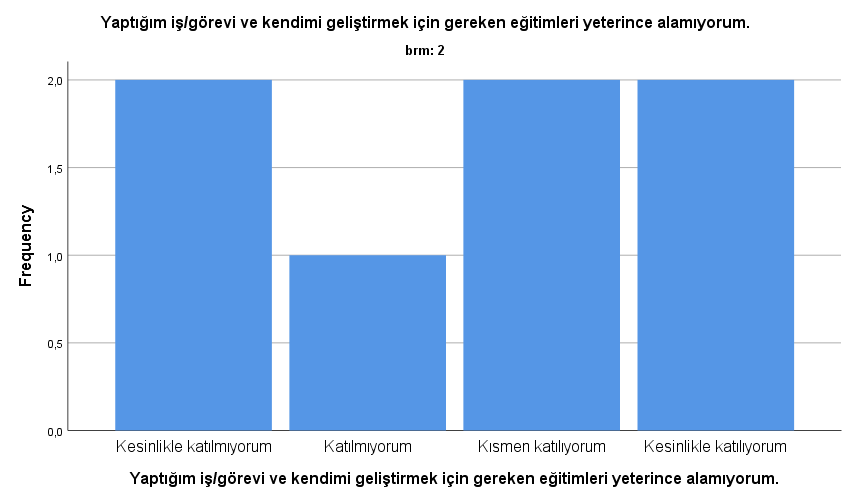 Yaptığım iş/görevi ve kendimi geliştirmek için gereken eğitimleri yeterince alamıyorum.
brm: 2
2,0
1,5
1,0
0,5
0,0
Frequency
Kesinlikle katılmıyorum
Katılmıyorum
Kısmen katılıyorum
Kesinlikle katılıyorum
Yaptığım iş/görevi ve kendimi geliştirmek için gereken eğitimleri yeterince alamıyorum.